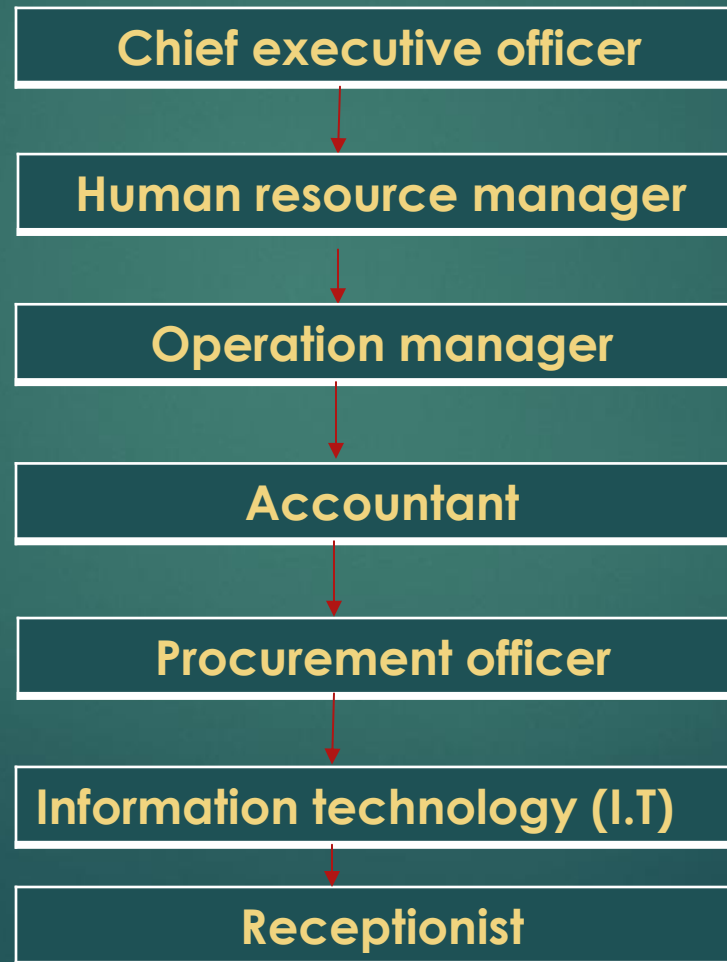 Chief executive officer
Human resource manager
Operation manager
Accountant
Procurement officer
Information technology (I.T)
Receptionist